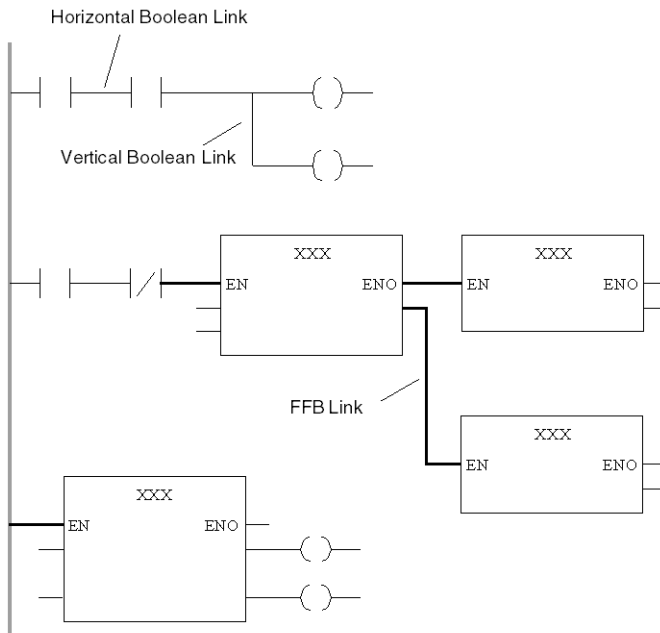 Horizontal Boolean Link
Vertical Boolean Link
XXX
XXX
EN
ENO
EN
ENO
FFB Link
XXX
EN
ENO
XXX
EN
ENO